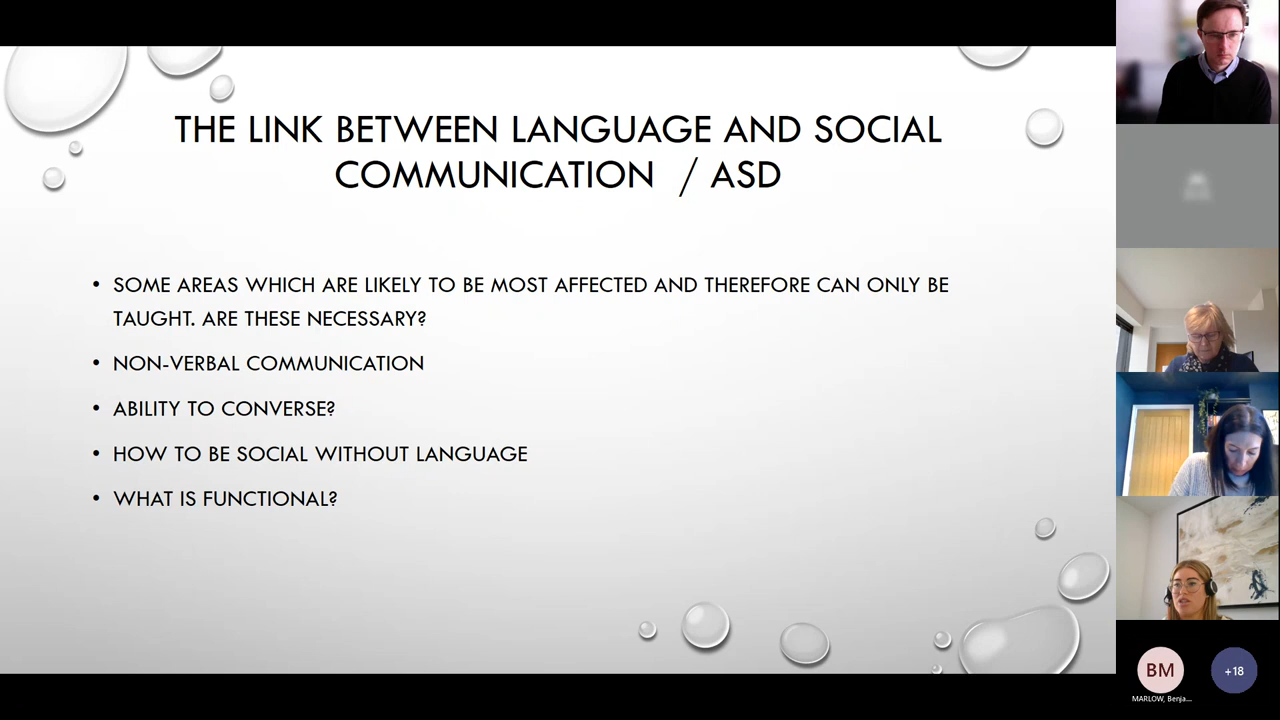 THE LINK BETWEEN LANGUAGE AND SOCIAL
COMMUNICATION / ASD
• SOME AREAS WHICH ARE LIKELY TO BE MOST AFFECTED AND THEREFORE CAN ONLY BE
TAUGHT. ARE THESE NECESSARY?
• NON-VERBAL COMMUNICATION
• ABILITY TO CONVERSE?
• HOW TO BE SOCIAL WITHOUT LANGUAGE
• WHAT IS FUNCTIONAL?
BM
+18
MARLOW, Benja...